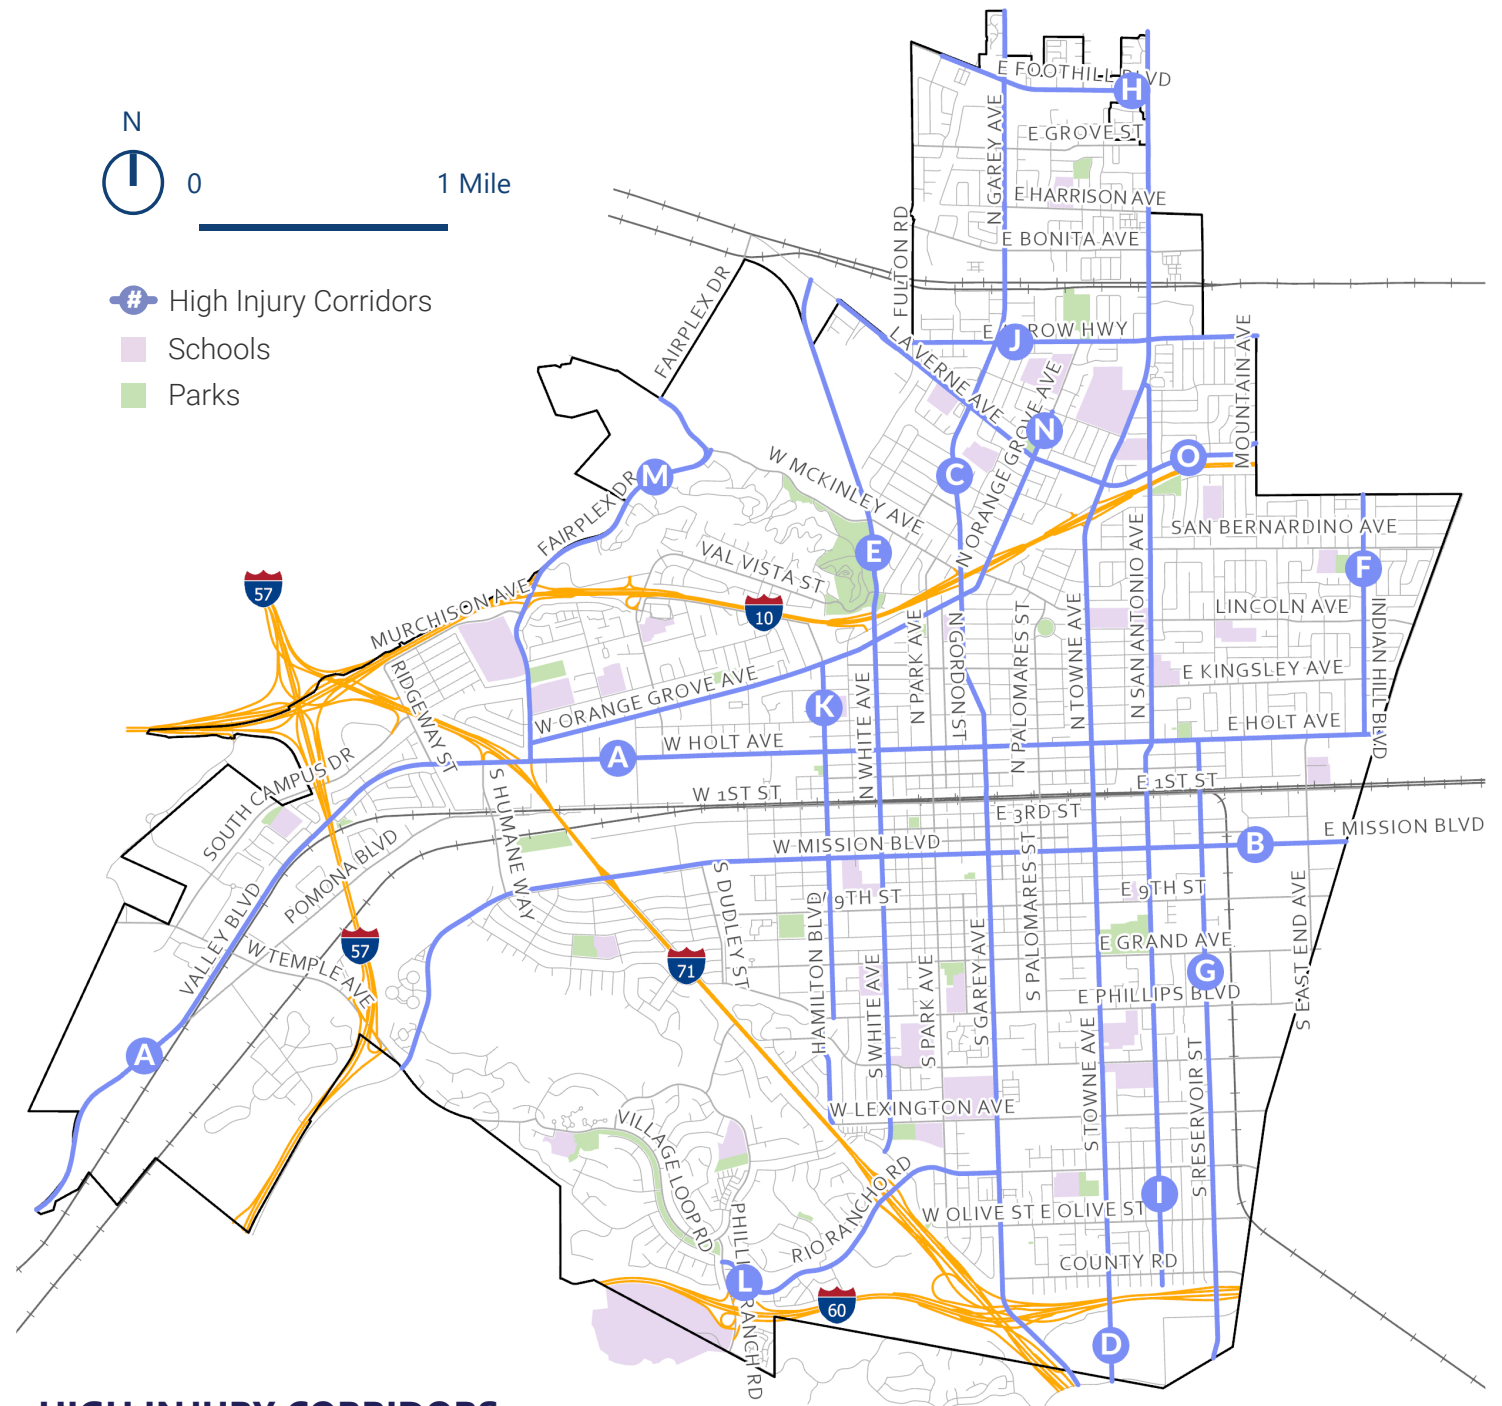 N
0
1 Mile
# High Injury Corridors
Schools
Parks
E FOOTHILL BLVD
H
E GROVE ST
N GAREY AVE
E HARRISON AVE
E BONITA AVE
FULTON RD
FAIRPLEX DR
E ARROW HWY
J
LA VERNE AVE
MOUNTAIN AVE
N
W ORANGE GROVE AVE
C
O
M
FAIRPLEX DR
W MCKINLEY AVE
E
VAL VISTA ST
SAN BERNARDINO AVE
F
57
10
MURCHISON AVE
LINCOLN AVE
INDIAN HILL BLVD
RIDGEWAY ST
N PARK AVE
N GORDON ST
N PALOMARES ST
N TOWNE AVE
N SAN ANTONIO AVE
E KINGSLEY AVE
W ORANGE GROVE AVE
K
N WHITE AVE
E HOLT AVE
W HOLT AVE
A
SOUTH CAMPUS DR
S HUMANE WAY
W 1ST ST
E 1ST ST
E 3RD ST
E MISSION BLVD
B
W MISSION BLVD
POMONA BLVD
VALLEY BLVD
S DUDLEY ST
9TH ST
E 9TH ST
HAMILTON BLVD
S PALOMARES ST
S EAST END AVE
W TEMPLE AVE
57
71
E GRAND AVE
G
E PHILLIPS BLVD
S WHITE AVE
S PARK AVE
S GAREY AVE
S TOWNE AVE
S RESERVOIR ST
A
W LEXINGTON AVE
VILLAGE LOOP RD
RIO RANCHO RD
I
W OLIVE ST
E OLIVE ST
COUNTY RD
L
60
RANCH RD
D
HIGH INJURY CORRIDORS